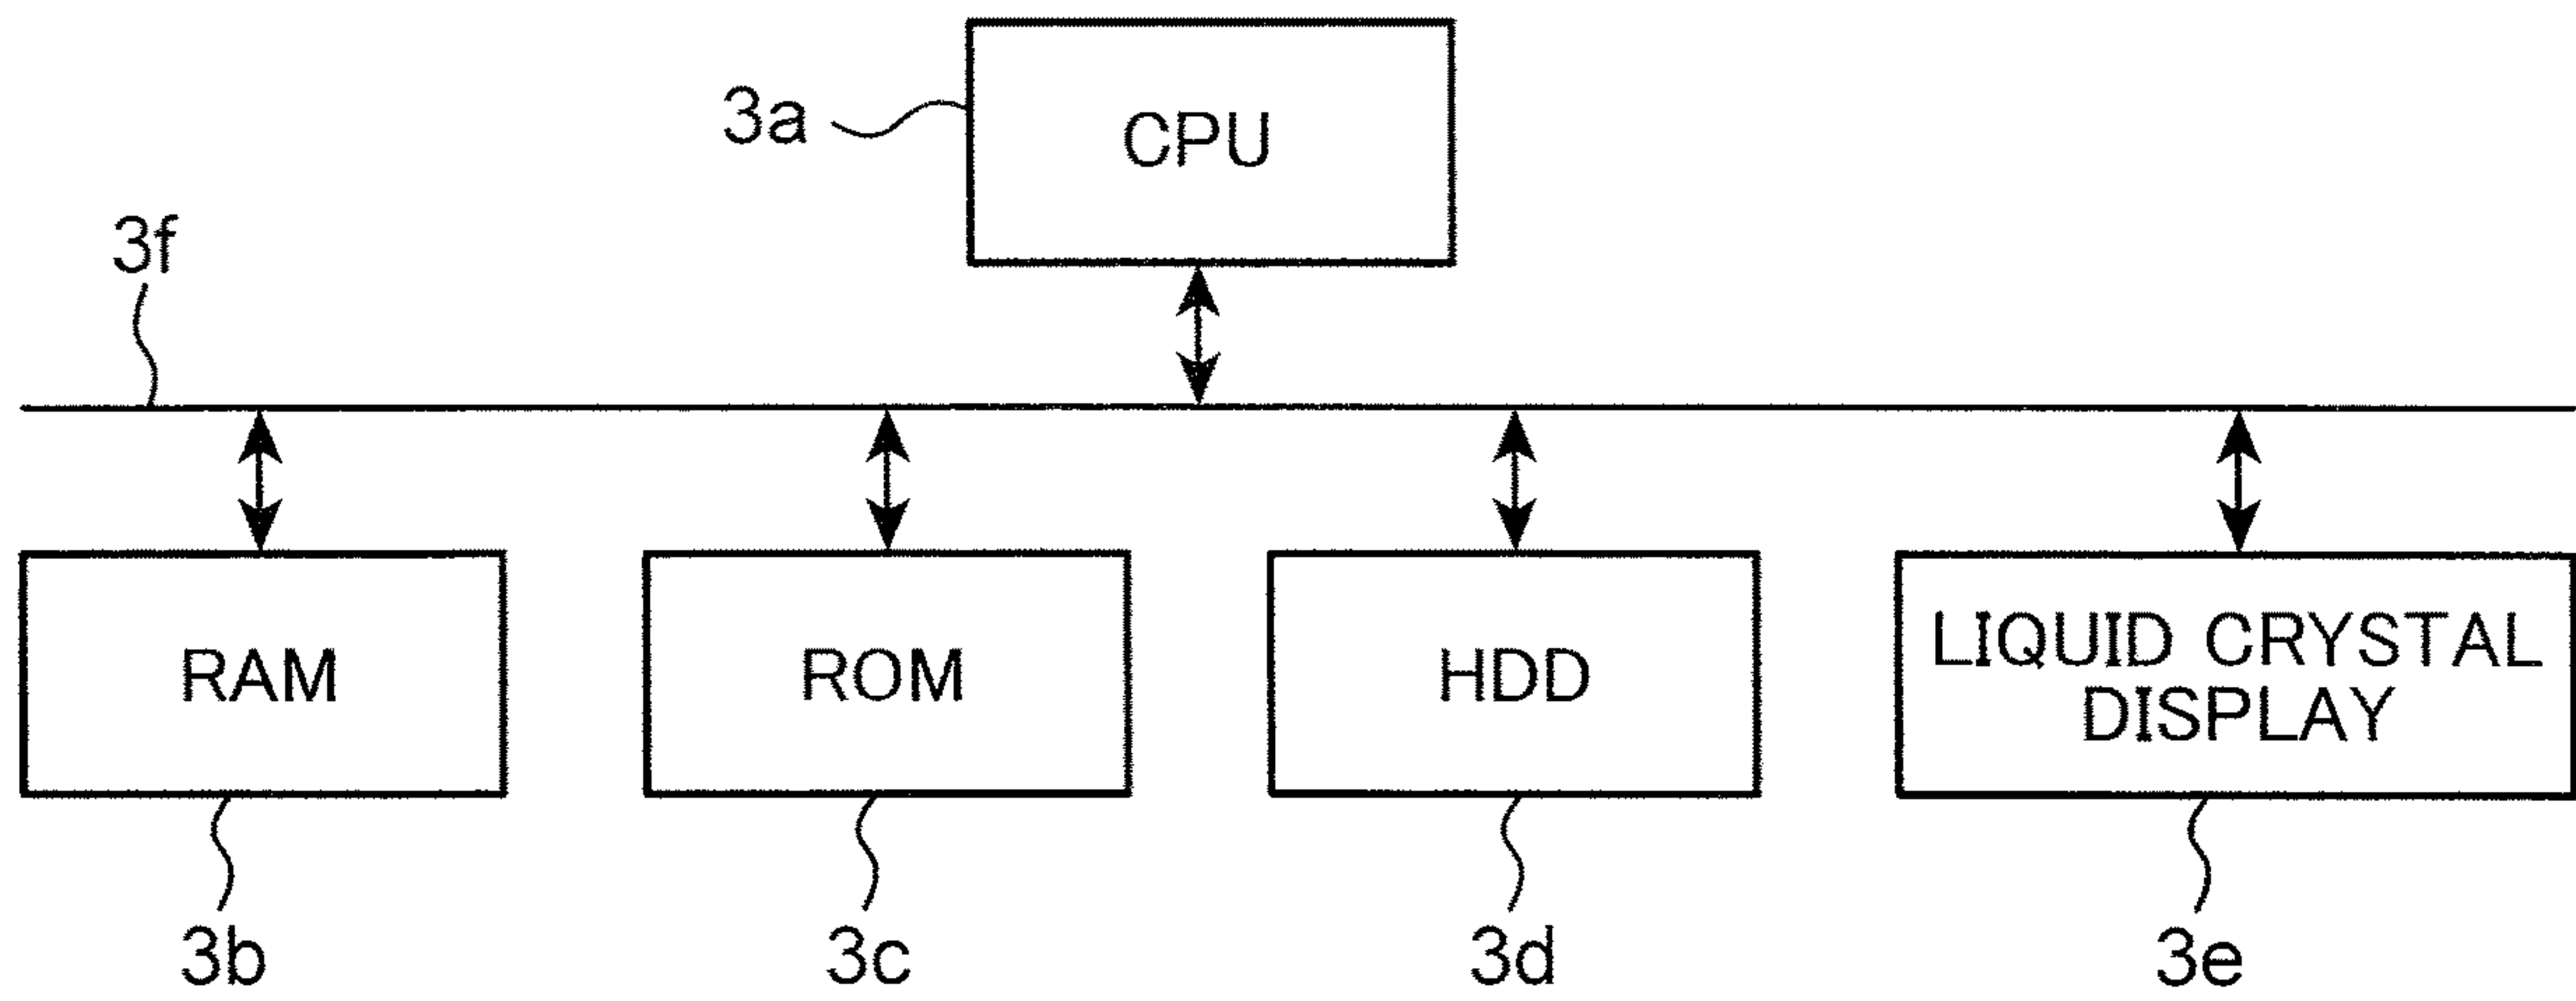 3a
CPU
3f
RAM
ROM
HDD
LIQUID CRYSTAL
DISPLAY
3b
3c
3d
3e